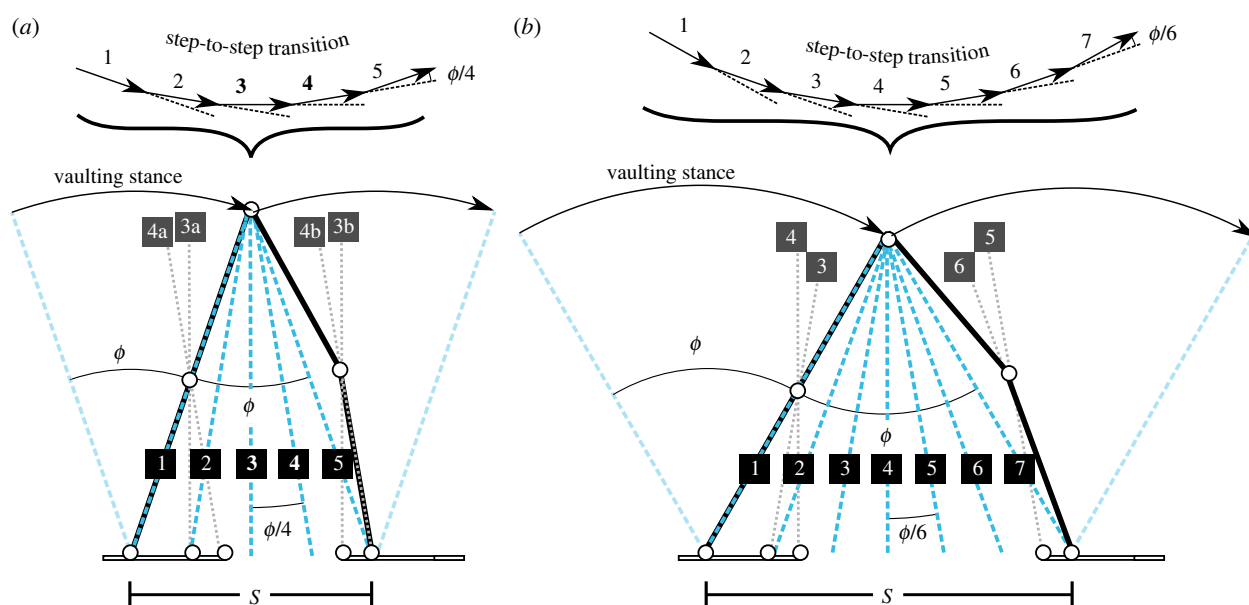 (a)
step-to-step transition
1
2
3
4
5
ϕ/4
vaulting stance
4a
3a
4b
3b
ϕ
ϕ
1
2
3
4
5
ϕ/4
S
(b)
step-to-step transition
1
2
3
4
5
6
7
ϕ/6
vaulting stance
4
3
5
6
ϕ
ϕ
1
2
3
4
5
6
7
ϕ/6
S